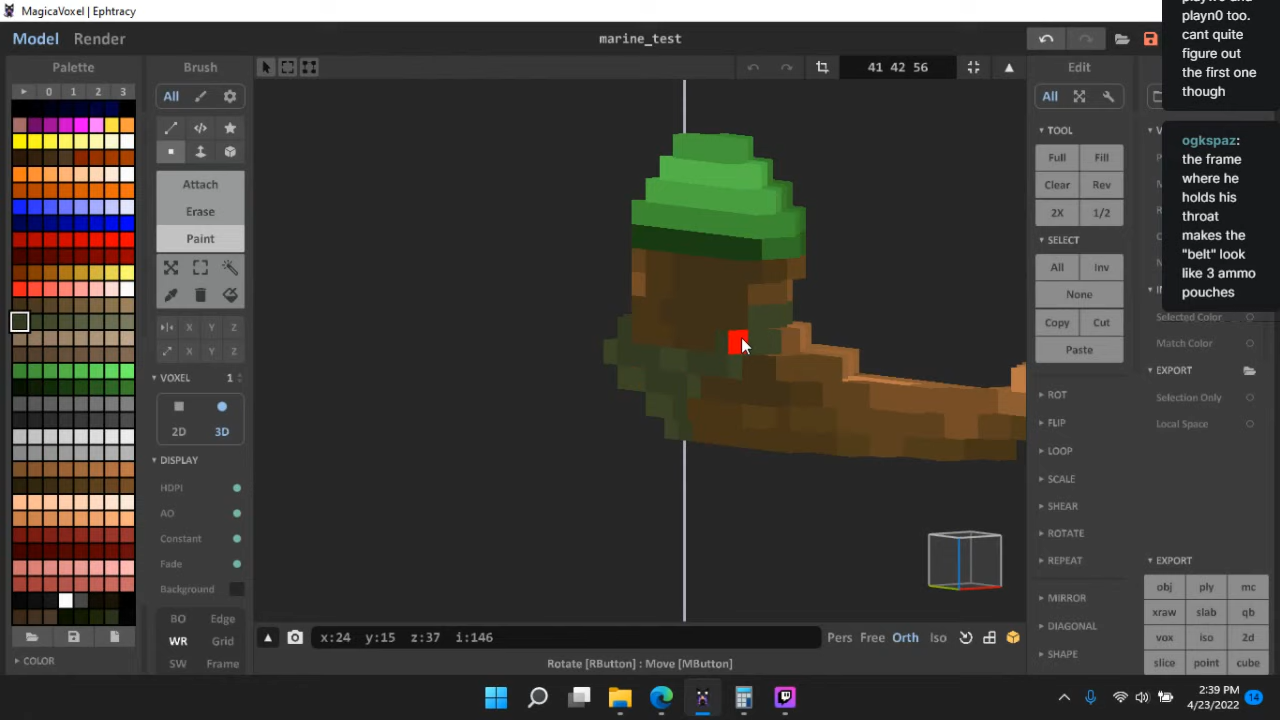 MagicaVoxel | Ephtracy
Model Render
marine_test
Palette
0 1 2 3
COLOR
Brush
All
Attach
Erase
Paint
X Y Z
X Y Z
VOXEL 1
2D 3D
DISPLAY
HDPI
AO
Constant
Fade
Background
BO Edge
WR Grid
SW Frame
41 42 56
x:24 y:15 z:37 i:146
Pers Free Orth Iso
Rotate [RButton] : Move [MButton]
Edit
All
TOOL
Full Fill
Clear Rev
2X 1/2
SELECT
All Inv
None
Copy Cut
Paste
ROT
FLIP
LOOP
SCALE
SHEAR
ROTATE
REPEAT
MIRROR
DIAGONAL
SHAPE
playn0 too.
cant quite
figure out
the first one
though
ogkspaz:
the frame
where he
holds his
throat
makes the
"belt" look
like 3 ammo
pouches
Selected Color
Match Color
EXPORT
Selection Only
Local Space
EXPORT
obj ply mc
xraw slab qb
vox iso 2d
slice point cube
2:39 PM
4/23/2022
14